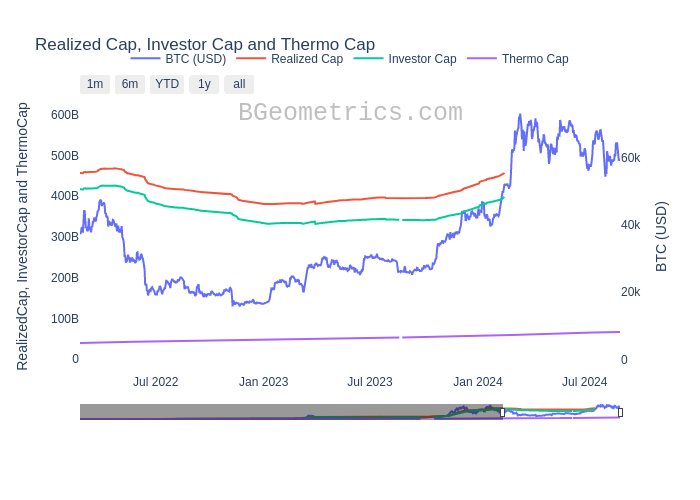 Realized Cap, Investor Cap and Thermo Cap
BTC (USD) Realized Cap Investor Cap Thermo Cap
1m 6m YTD 1y all
BGeometrics.com
600B
500B
400B
300B
200B
100B
0
RealizedCap, InvestorCap and ThermoCap
60k
40k
20k
0
BTC (USD)
Jul 2022 Jan 2023 Jul 2023 Jan 2024 Jul 2024